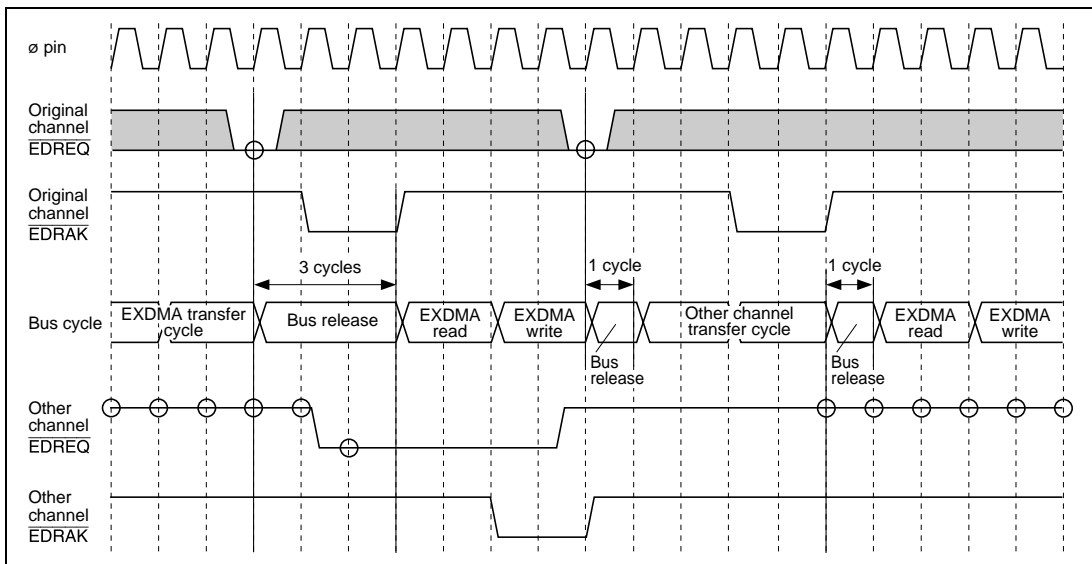 ø pin
Original
channel
EDREQ
Original
channel
EDRAK
3 cycles
1 cycle
1 cycle
Bus cycle
EXDMA transfer
cycle
Bus release
EXDMA
read
EXDMA
write
Bus
release
Other channel
transfer cycle
Bus
release
EXDMA
read
EXDMA
write
Other
channel
EDREQ
Other
channel
EDRAK